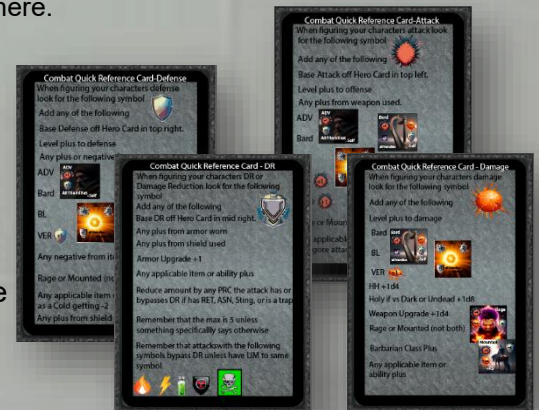 here.
e
Combat Quick Reference Card-Defense
When figuring your characters defense
look for the following symbol
Add any of the following
Base Defense off Hero Card in top right.
Level plus to defense
Any plus or negative
ADV
ADV
Bard
BL
VER
Any negative from
Rage or Mounted
Any applicable item
as a Cold getting -2
Any plus from shield
Combat Quick Reference Card-Attack
When figuring your characters attack look
for the following symbol
Add any of the following
Base Attack off Hero Card in top left.
Level plus to offense
Any plus from weapon used.
ADV
ADV
Bard
Bard
Combat Quick Reference Card - DR
When figuring your characters DR or
Damage Reduction look for the following
symbol
Add any of the following
Base DR off Hero Card in mid right.
Any plus from armor worn
Any plus from shield used
Armor Upgrade +1
Any applicable item or ability plus
Reduce amount by any PRC the attack has or
bypasses DR if has RET, ASN, Sting, or is a trap
Remember that the max is 5 unless
something specifically says otherwise
Remember that attackswith the following
symbols bypass DR unless have UM to same
symbol
Combat Quick Reference Card - Damage
When figuring your characters damage
look for the following symbol
Add any of the following
Level plus to damage
Bard
Bard
BL
VER
HH +1d4
Holy if vs Dark or Undead +1d8
Weapon Upgrade +1d4
Rage or Mounted (not both)
Mounted
Barbarian Class Plus
Any applicable item or
ability plus